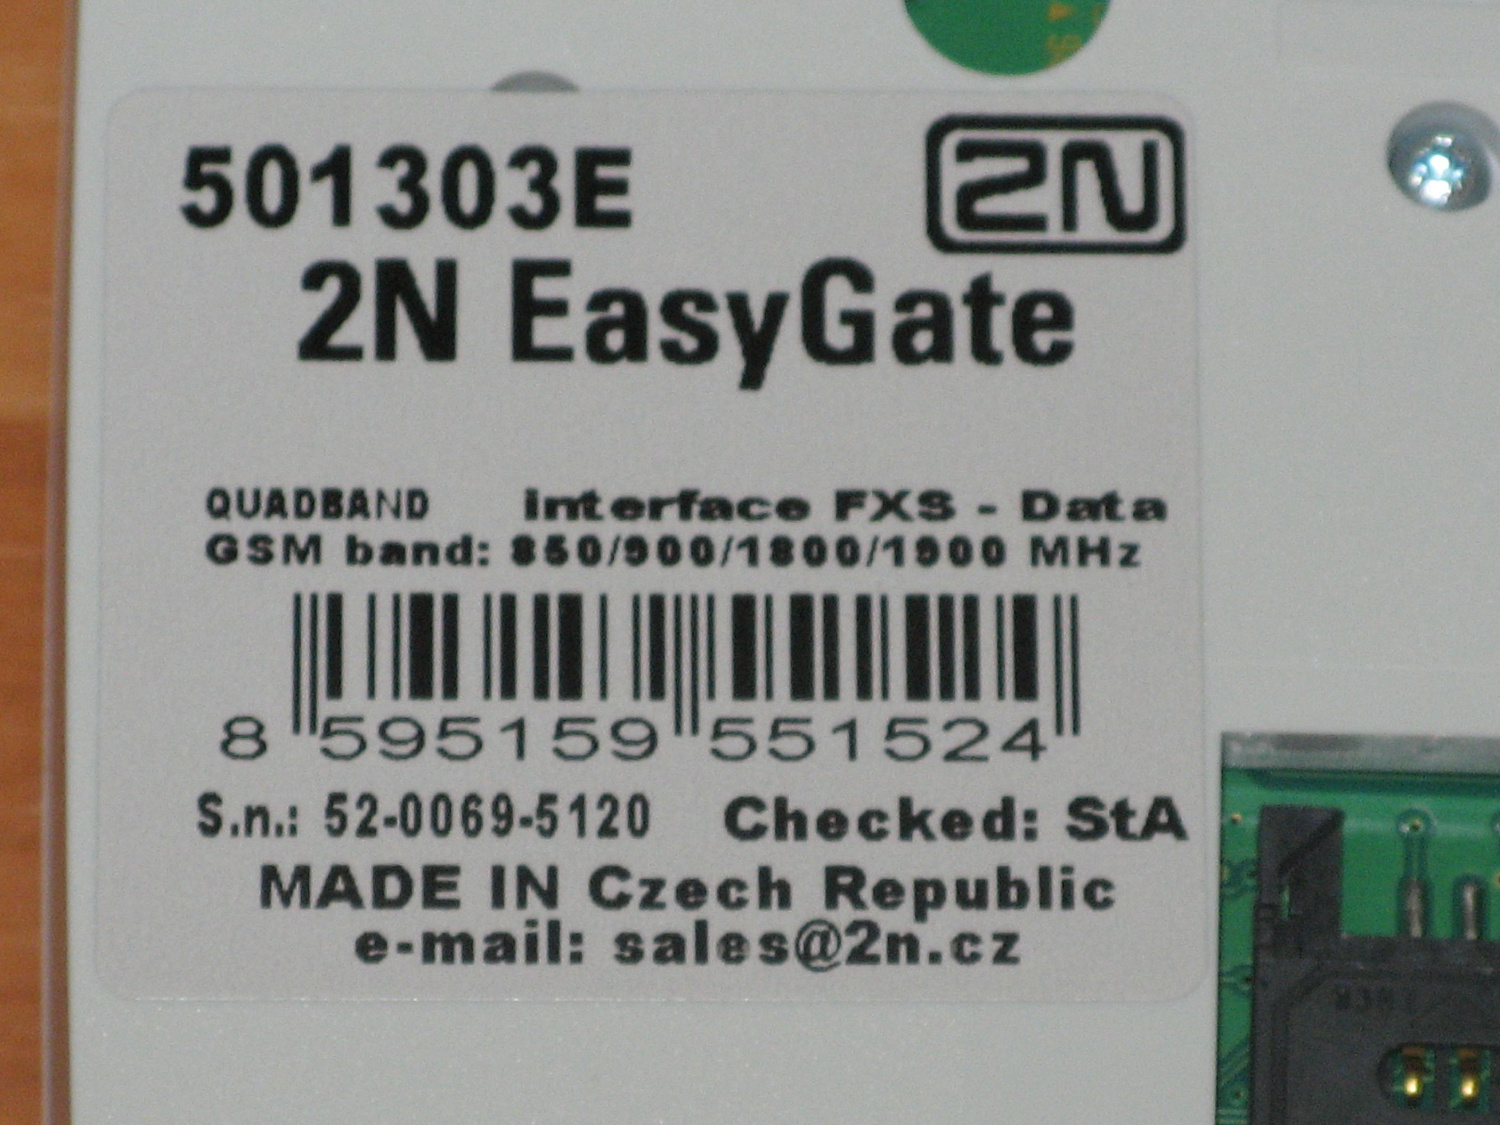 501303E 2N
2N EasyGate
QUADBAND Interface FXS - Data
GSM band: 850/900/1800/1900 MHz
8 595159 551524
S.n.: 52-0069-5120 Checked: StA
MADE IN Czech Republic
e-mail: sales@2n.cz